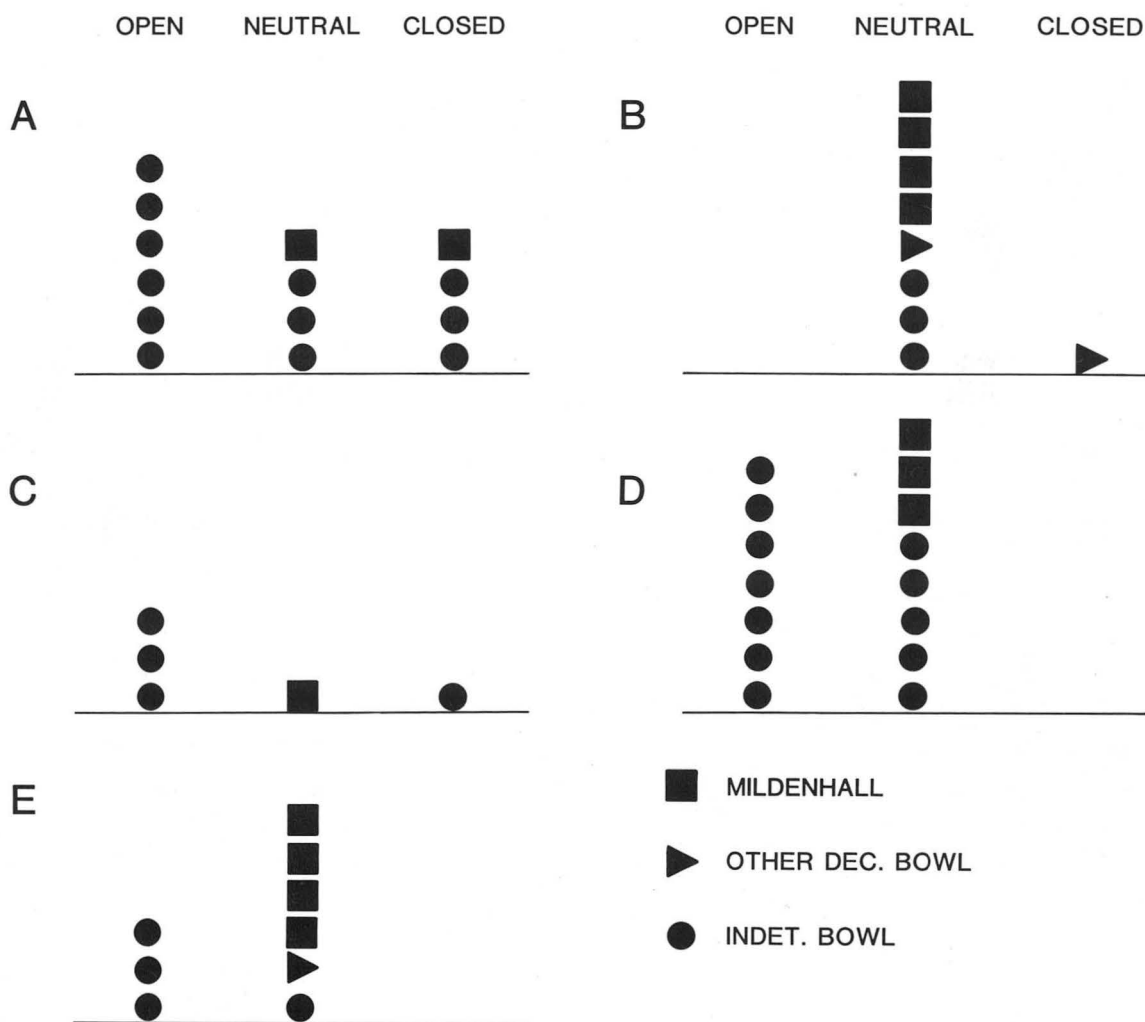 OPEN NEUTRAL CLOSED
OPEN NEUTRAL CLOSED
A
B
C
D
E
MILDENHALL
OTHER DEC. BOWL
INDET. BOWL